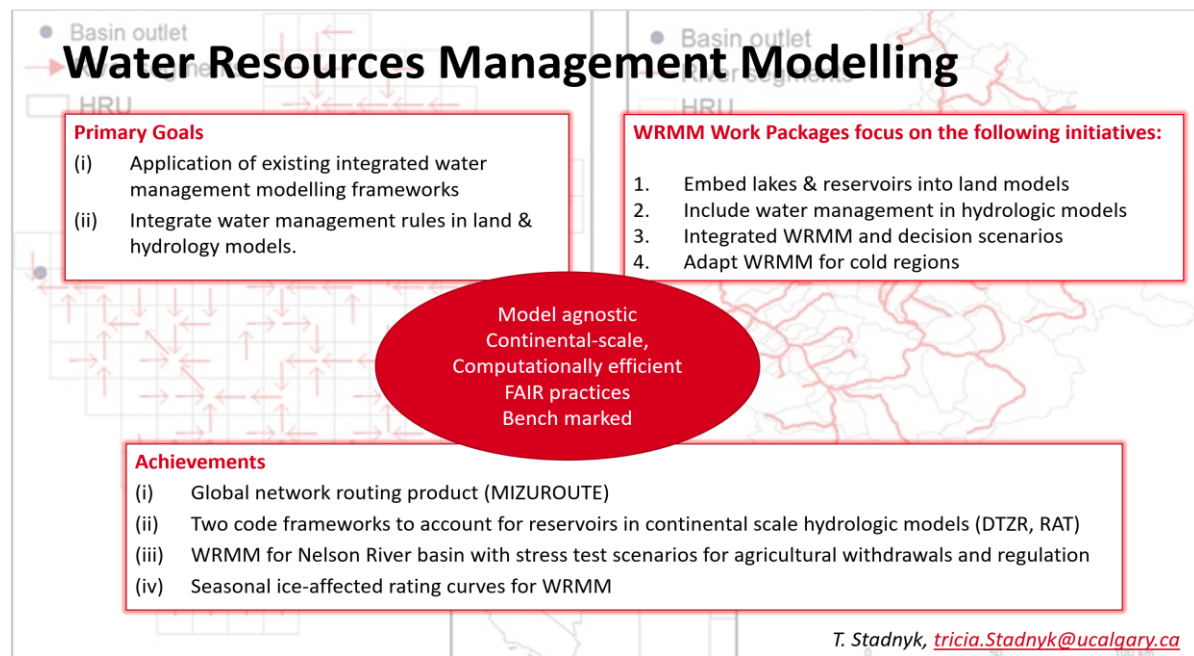 Basin outlet
Basin outlet
Water Resources Management Modelling
River segments
HRU
HRU
Primary Goals
(i) Application of existing integrated water
management modelling frameworks
(ii) Integrate water management rules in land &
hydrology models.
WRMM Work Packages focus on the following initiatives:
1. Embed lakes & reservoirs into land models
2. Include water management in hydrologic models
3. Integrated WRMM and decision scenarios
4. Adapt WRMM for cold regions
Model agnostic
Continental-scale,
Computationally efficient
FAIR practices
Bench marked
Achievements
(i) Global network routing product (MIZUROUTE)
(ii) Two code frameworks to account for reservoirs in continental scale hydrologic models (DTZR, RAT)
(iii) WRMM for Nelson River basin with stress test scenarios for agricultural withdrawals and regulation
(iv) Seasonal ice-affected rating curves for WRMM
T. Stadnyk, tricia.Stadnyk@ucalgary.ca